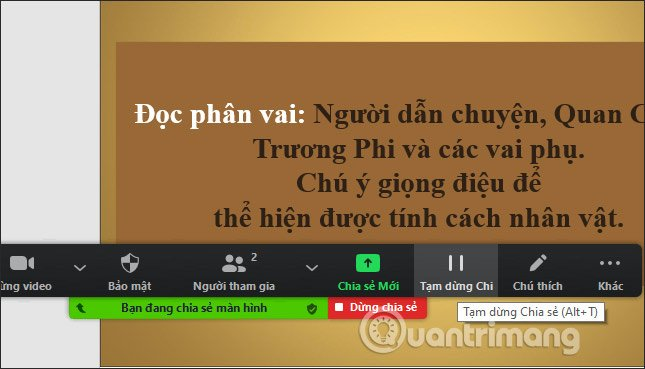 Đọc phân vai: Người dẫn chuyện, Quan C
Trương Phi và các vai phụ.
Chú ý giọng điệu để
thể hiện được tính cách nhân vật.
2
ừng video
Bảo mật
Người tham gia
Chia sẻ Mới
Tạm dừng Chi
Chú thích
Khác
Bạn đang chia sẻ màn hình
Dừng chia sẻ
Tạm dừng Chia sẻ (Alt+T)
uantrimang